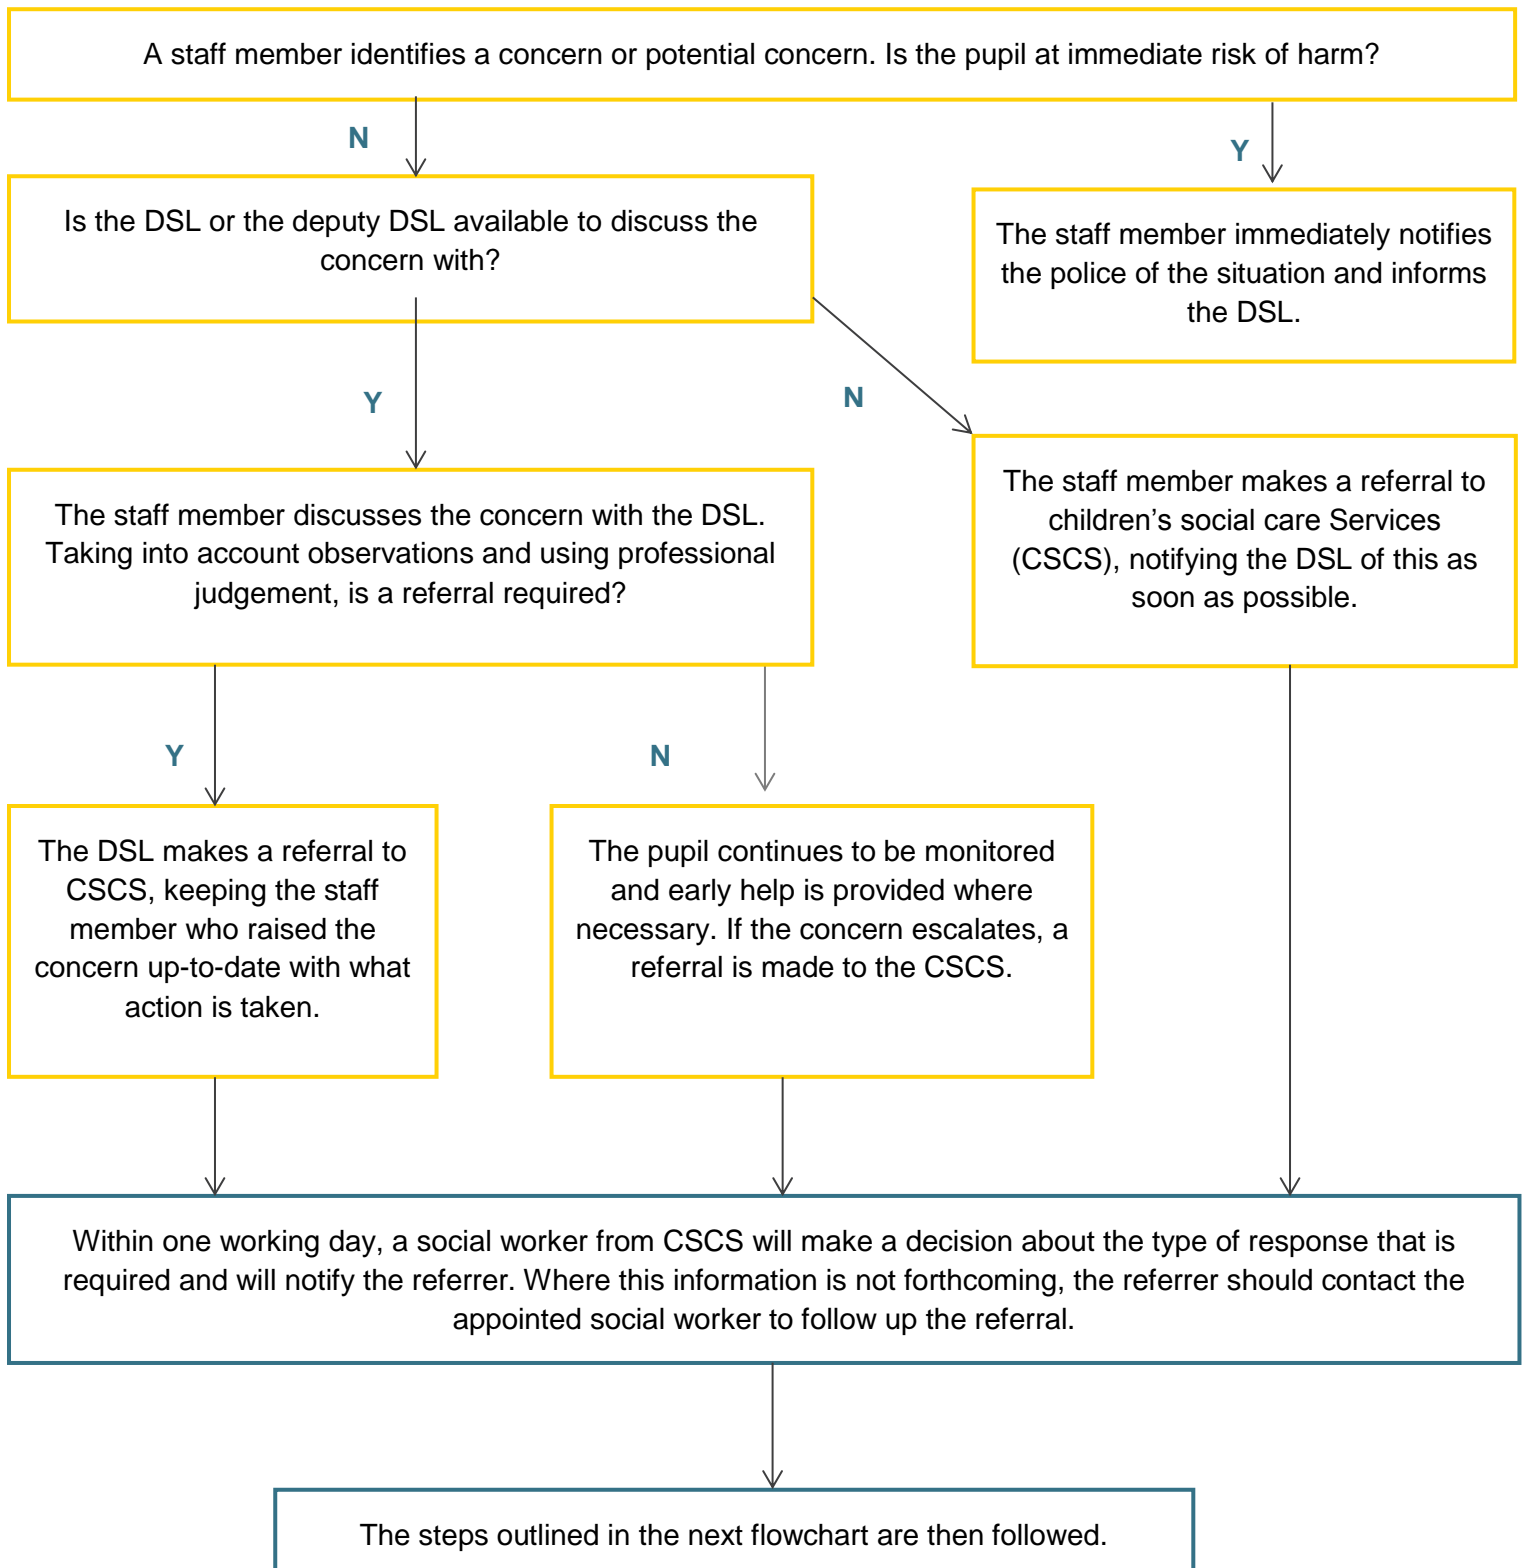 A staff member identifies a concern or potential concern. Is the pupil at immediate risk of harm?
N
Y
Is the DSL or the deputy DSL available to discuss the
concern with?
The staff member immediately notifies
the police of the situation and informs
the DSL.
Y
N
The staff member discusses the concern with the DSL.
Taking into account observations and using professional
judgement, is a referral required?
The staff member makes a referral to
children’s social care Services
(CSCS), notifying the DSL of this as
soon as possible.
Y
N
The DSL makes a referral to
CSCS, keeping the staff
member who raised the
concern up-to-date with what
action is taken.
The pupil continues to be monitored
and early help is provided where
necessary. If the concern escalates, a
referral is made to the CSCS.
Within one working day, a social worker from CSCS will make a decision about the type of response that is
required and will notify the referrer. Where this information is not forthcoming, the referrer should contact the
appointed social worker to follow up the referral.
The steps outlined in the next flowchart are then followed.